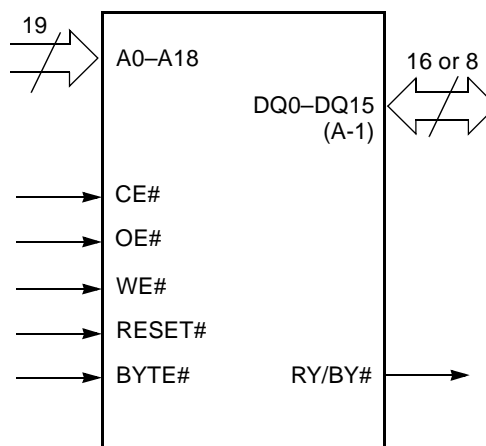 19
A0–A18
16 or 8
DQ0–DQ15
(A-1)
CE#
OE#
WE#
RESET#
BYTE#
RY/BY#